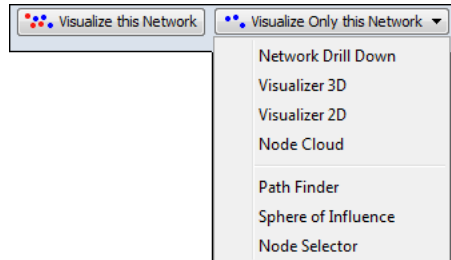 Visualize this Network Visualize Only this Network
Network Drill Down
Visualizer 3D
Visualizer 2D
Node Cloud
Path Finder
Sphere of Influence
Node Selector